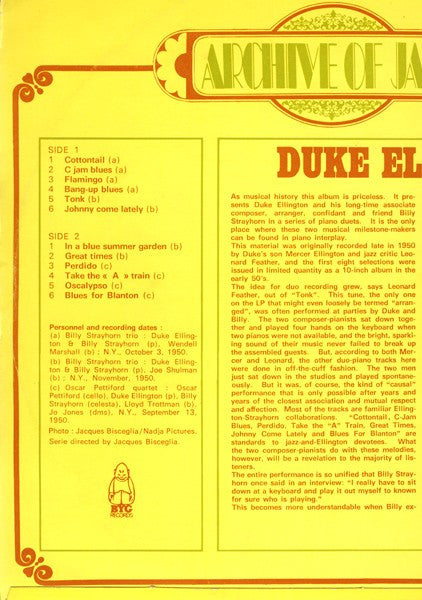 ARCHIVE OF JA
SIDE 1
1 Cottontail (a)
2 C jam blues (a)
3 Flamingo (a)
4 Bang-up blues (a)
5 Tonk (b)
6 Johnny come lately (b)
SIDE 2
1 In a blue summer garden (b)
2 Great times (b)
3 Perdido (c)
4 Take the « A » train (c)
5 Oscalypso (c)
6 Blues for Blanton (c)
Personnel and recording dates :
(a) Billy Strayhorn trio : Duke Elling-
ton & Billy Strayhorn (p), Wendell
Marshall (b) ; N.Y., October 3, 1950.
(b) Billy Strayhorn trio : Duke Elling-
ton & Billy Strayhorn (p), Joe Shulman
(b) ; N.Y., November, 1950.
(c) Oscar Pettiford quartet : Oscar
Pettiford (cello), Duke Ellington (p), Billy
Strayhorn (celesta), Lloyd Trottman (b),
Jo Jones (dms), N.Y., September 13,
1950.
Photo : Jacques Bisceglia/Nadja Pictures.
Serie directed by Jacques Bisceglia.
BYG
RECORDS
DUKE EL
As musical history this album is priceless. It pre-
sents Duke Ellington and his long-time associate
composer, arranger, confidant and friend Billy
Strayhorn in a series of piano duets. It is the only
place where these two musical milestone-makers
can be found in piano interplay.
This material was originally recorded late in 1950
by Duke's son Mercer Ellington and jazz critic Leo-
nard Feather, and the first eight selections were
issued in limited quantity as a 10-inch album in the
early 50's.
The idea for duo recording grew, says Leonard
Feather, out of "Tonk". This tune, the only one
on the LP that might even loosely be termed "arran-
ged", was often performed at parties by Duke and
Billy. The two composer-pianists sat down toge-
ther and played four hands on the keyboard when
two pianos were not available, and the bright, spark-
ling sound of their music never failed to break up
the assembled guests. But, according to both Mer-
cer and Leonard, the other duo-piano tracks here
were done in off-the-cuff fashion. The two men
just sat down in the studios and played spontane-
ously. But it was, of course, the kind of "causal"
performance that is only possible after years and
years of the closest association and mutual respect
and affection. Most of the tracks are familiar Elling-
ton-Strayhorn collaborations. "Cottontail, C-Jam
Blues, Perdido, Take the "A" Train, Great Times,
Johnny Come Lately and Blues For Blanton" are
standards to jazz-and-Ellington devotees. What
the two composer-pianists do with these melodies,
however, will be a revelation to the majority of lis-
teners.
The entire performance is so unified that Billy Stray-
horn once said in an interview: "I really have to sit
down at a keyboard and play it out myself to known
for sure who is playing."
This becomes more understandable when Billy ex-